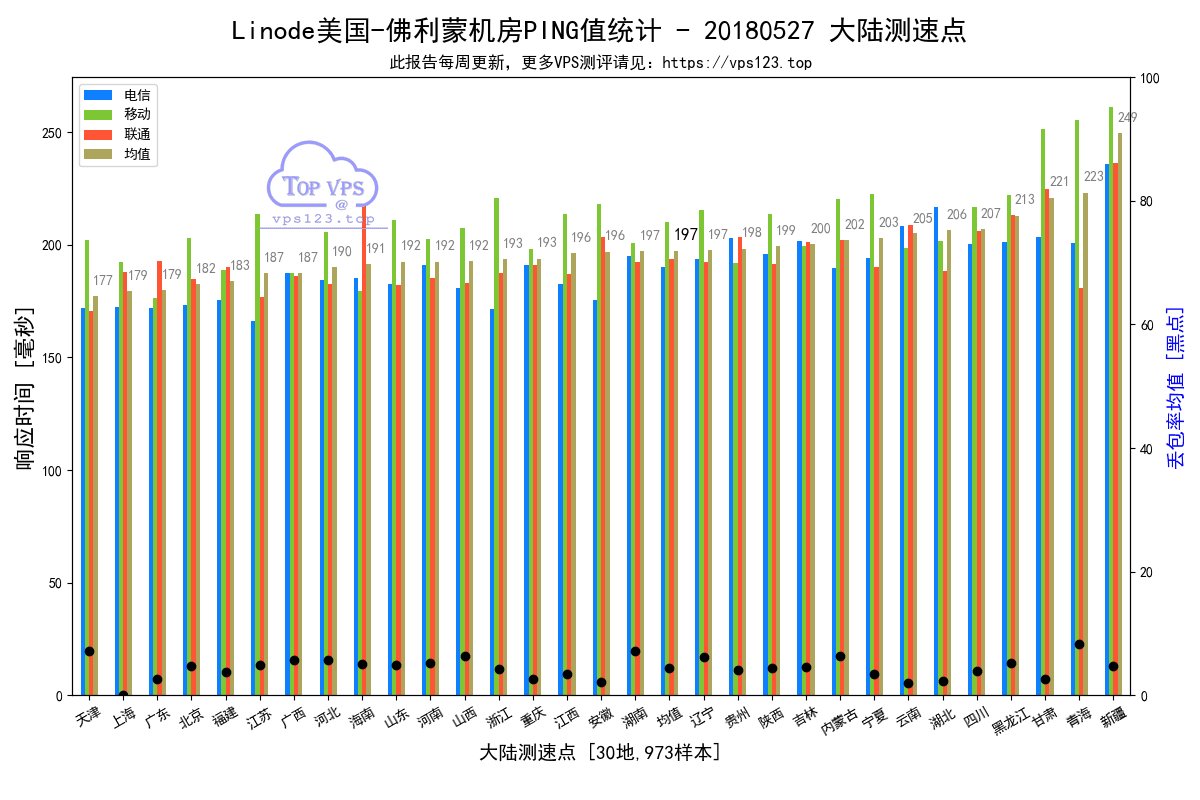 Linode美国-佛利蒙机房PING值统计 - 20180527 大陆测速点
此报告每周更新，更多VPS测评请见：https://vps123.top
电信
移动
联通
均值
TOP VPS
@
vps123.top
响应时间 [毫秒]
0
50
100
150
200
250
177
179
179
182
183
187
187
190
191
192
192
192
193
193
196
196
197
197
197
198
199
200
202
203
205
206
207
213
221
223
249
0
20
40
60
80
100
丢包率均值 [黑点]
天津
上海
广东
北京
福建
江苏
广西
河北
海南
山东
河南
山西
浙江
重庆
江西
安徽
湖南
均值
辽宁
贵州
陕西
吉林
内蒙古
宁夏
云南
湖北
四川
黑龙江
甘肃
青海
新疆
大陆测速点 [30地,973样本]